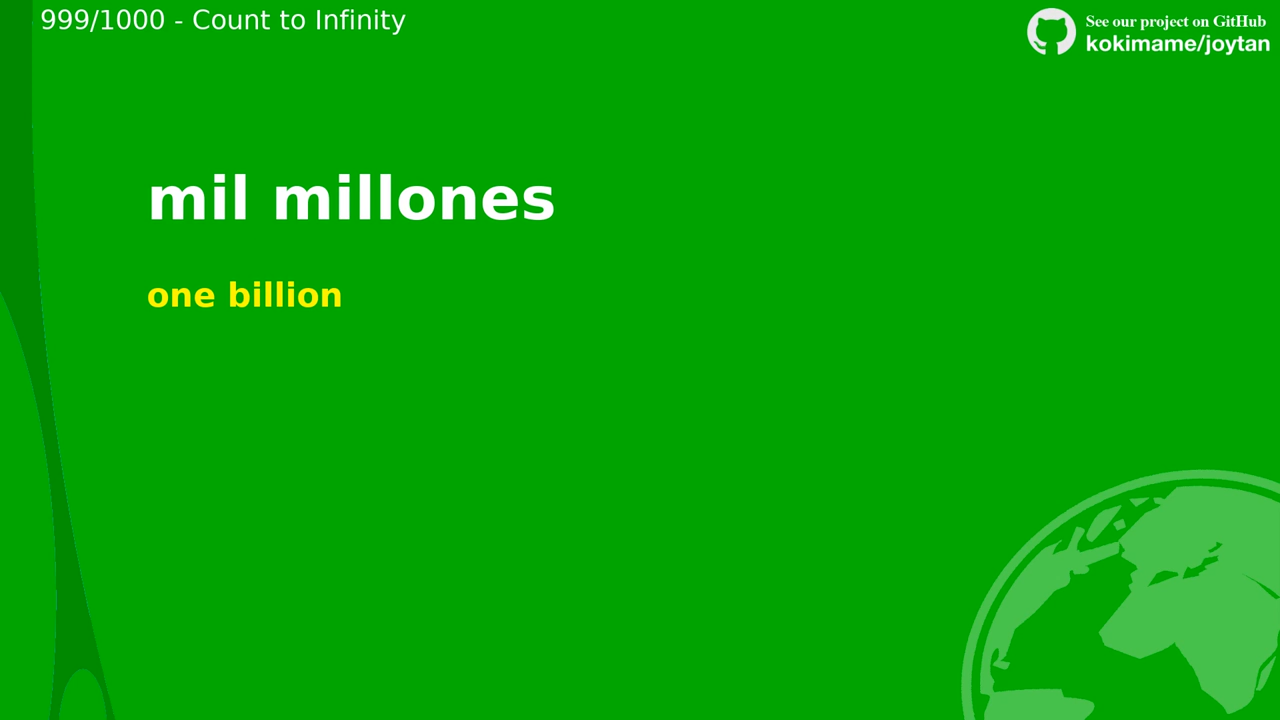 999/1000 - Count to Infinity
See our project on GitHub
kokimame/joytan
mil millones
one billion